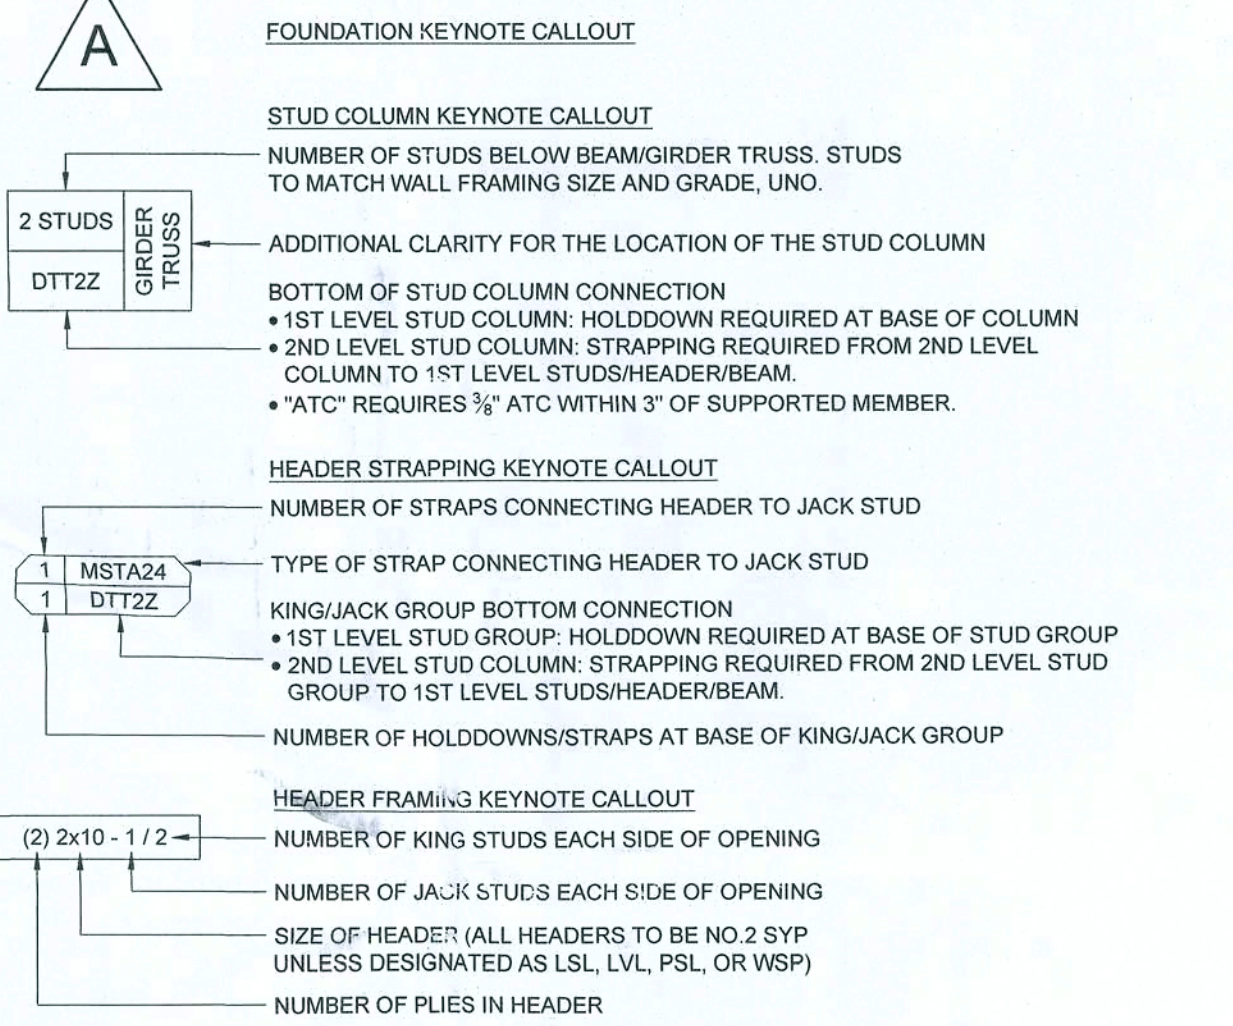 A
FOUNDATION KEYNOTE CALLOUT
STUD COLUMN KEYNOTE CALLOUT
NUMBER OF STUDS BELOW BEAM/GIRDER TRUSS. STUDS
TO MATCH WALL FRAMING SIZE AND GRADE, UNO.
2 STUDS
DTT2Z
GIRDER
TRUSS
ADDITIONAL CLARITY FOR THE LOCATION OF THE STUD COLUMN
BOTTOM OF STUD COLUMN CONNECTION
• 1ST LEVEL STUD COLUMN: HOLDDOWN REQUIRED AT BASE OF COLUMN
• 2ND LEVEL STUD COLUMN: STRAPPING REQUIRED FROM 2ND LEVEL
COLUMN TO 1ST LEVEL STUDS/HEADER/BEAM.
• "ATC" REQUIRES ⅜" ATC WITHIN 3" OF SUPPORTED MEMBER.
HEADER STRAPPING KEYNOTE CALLOUT
NUMBER OF STRAPS CONNECTING HEADER TO JACK STUD
1 MSTA24
1 DTT2Z
TYPE OF STRAP CONNECTING HEADER TO JACK STUD
KING/JACK GROUP BOTTOM CONNECTION
• 1ST LEVEL STUD GROUP: HOLDDOWN REQUIRED AT BASE OF STUD GROUP
• 2ND LEVEL STUD COLUMN: STRAPPING REQUIRED FROM 2ND LEVEL STUD
GROUP TO 1ST LEVEL STUDS/HEADER/BEAM.
NUMBER OF HOLDDOWNS/STRAPS AT BASE OF KING/JACK GROUP
HEADER FRAMING KEYNOTE CALLOUT
(2) 2x10 - 1 / 2
NUMBER OF KING STUDS EACH SIDE OF OPENING
NUMBER OF JACK STUDS EACH SIDE OF OPENING
SIZE OF HEADER (ALL HEADERS TO BE NO.2 SYP
UNLESS DESIGNATED AS LSL, LVL, PSL, OR WSP)
NUMBER OF PLIES IN HEADER